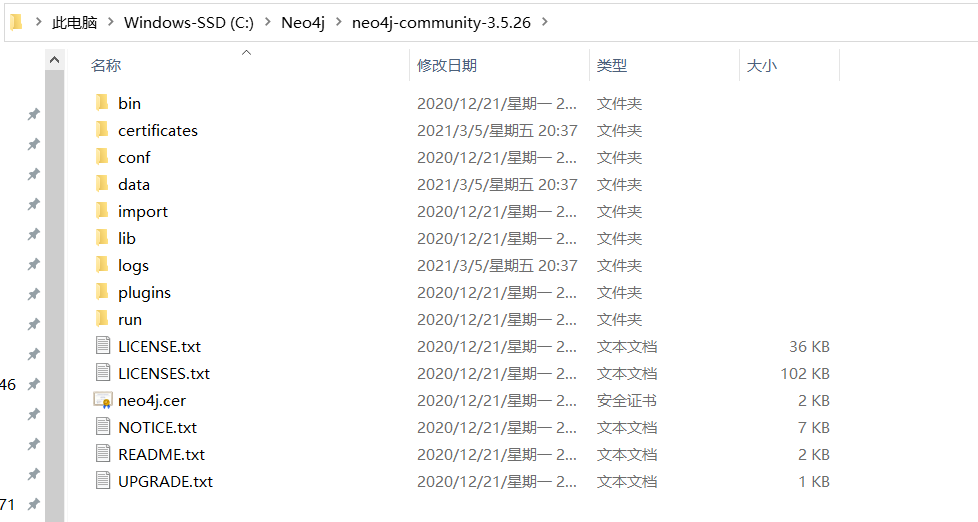 此电脑 > Windows-SSD (C:) > Neo4j > neo4j-community-3.5.26 >
名称 修改日期 类型 大小
bin 2020/12/21/星期一 2... 文件夹
certificates 2021/3/5/星期五 20:37 文件夹
conf 2020/12/21/星期一 2... 文件夹
data 2021/3/5/星期五 20:37 文件夹
import 2020/12/21/星期一 2... 文件夹
lib 2020/12/21/星期一 2... 文件夹
logs 2021/3/5/星期五 20:37 文件夹
plugins 2020/12/21/星期一 2... 文件夹
run 2020/12/21/星期一 2... 文件夹
LICENSE.txt 2020/12/21/星期一 2... 文本文档 36 KB
LICENSES.txt 2020/12/21/星期一 2... 文本文档 102 KB
46 neo4j.cer 2020/12/21/星期一 2... 安全证书 2 KB
NOTICE.txt 2020/12/21/星期一 2... 文本文档 7 KB
README.txt 2020/12/21/星期一 2... 文本文档 2 KB
UPGRADE.txt 2020/12/21/星期一 2... 文本文档 1 KB
71